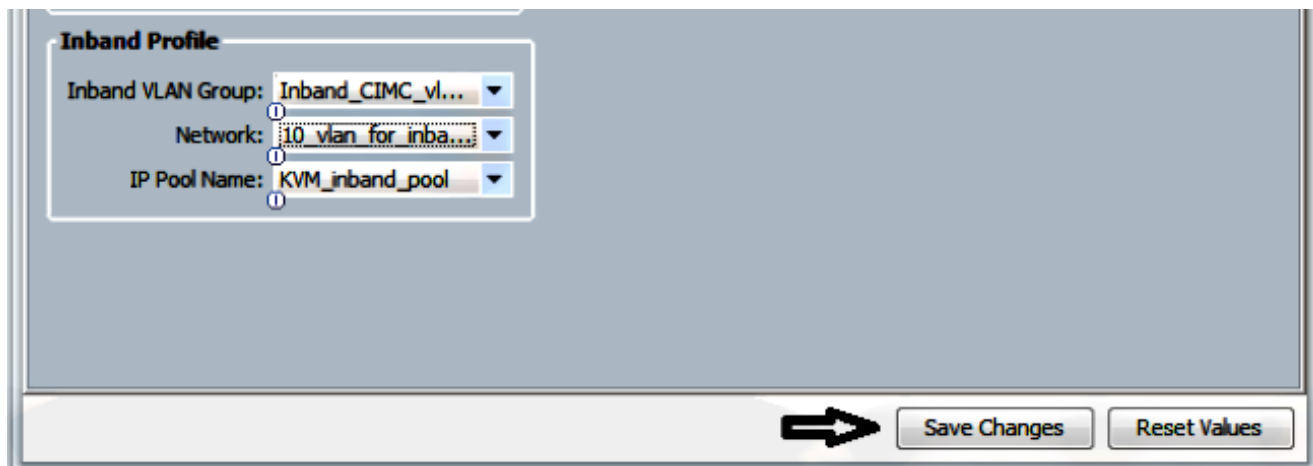 Inband Profile
Inband VLAN Group: Inband_CIMC_vl...
Network: 10_vlan_for_inba...
IP Pool Name: KVM_inband_pool
Save Changes Reset Values